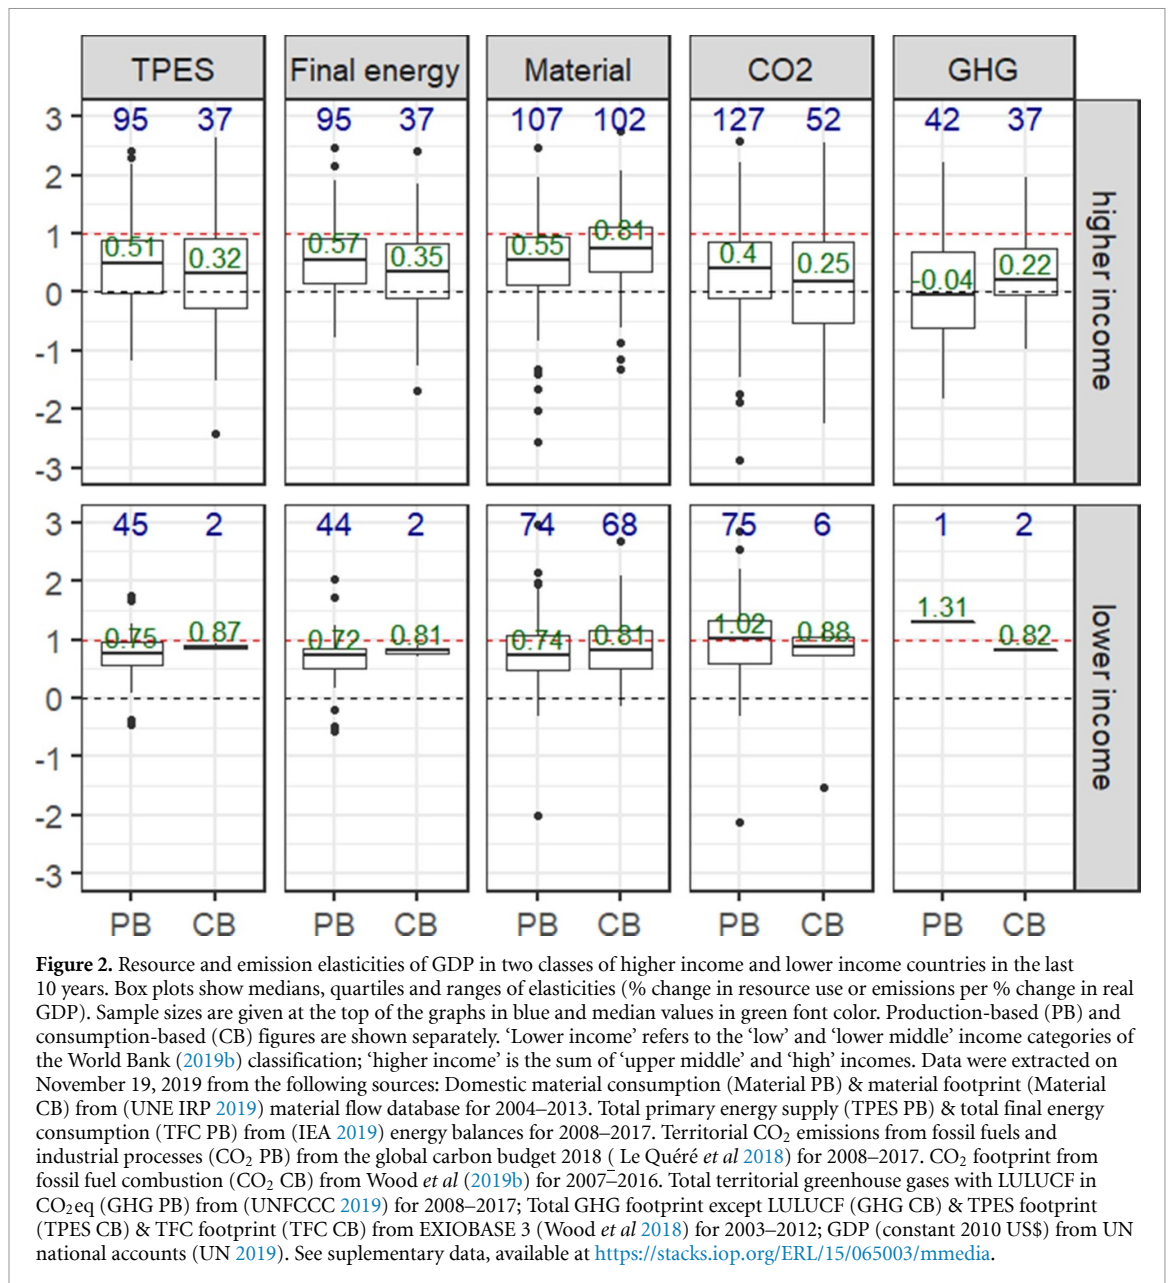 TPES Final energy Material CO2 GHG
3 95 37 95 37 107 102 127 52 42 37
2
1 0.51 0.32 0.57 0.35 0.55 0.81 0.4 0.25 -0.04 0.22
0
-1
-2
-3
higher income
3 45 2 44 2 74 68 75 6 1 2
2
1 0.75 0.87 0.72 0.81 0.74 0.81 1.02 0.88 1.31 0.82
0
-1
-2
-3
lower income
PB CB PB CB PB CB PB CB PB CB
Figure 2. Resource and emission elasticities of GDP in two classes of higher income and lower income countries in the last
10 years. Box plots show medians, quartiles and ranges of elasticities (% change in resource use or emissions per % change in real
GDP). Sample sizes are given at the top of the graphs in blue and median values in green font color. Production-based (PB) and
consumption-based (CB) figures are shown separately. ‘Lower income’ refers to the ‘low’ and ‘lower middle’ income categories of
the World Bank (2019b) classification; ‘higher income’ is the sum of ‘upper middle’ and ‘high’ incomes. Data were extracted on
November 19, 2019 from the following sources: Domestic material consumption (Material PB) & material footprint (Material
CB) from (UNE IRP 2019) material flow database for 2004–2013. Total primary energy supply (TPES PB) & total final energy
consumption (TFC PB) from (IEA 2019) energy balances for 2008–2017. Territorial CO₂ emissions from fossil fuels and
industrial processes (CO₂ PB) from the global carbon budget 2018 ( Le Quéré et al 2018) for 2008–2017. CO₂ footprint from
fossil fuel combustion (CO₂ CB) from Wood et al (2019b) for 2007–2016. Total territorial greenhouse gases with LULUCF in
CO₂eq (GHG PB) from (UNFCCC 2019) for 2008–2017; Total GHG footprint except LULUCF (GHG CB) & TPES footprint
(TPES CB) & TFC footprint (TFC CB) from EXIOBASE 3 (Wood et al 2018) for 2003–2012; GDP (constant 2010 US$) from UN
national accounts (UN 2019). See suplementary data, available at https://stacks.iop.org/ERL/15/065003/mmedia.